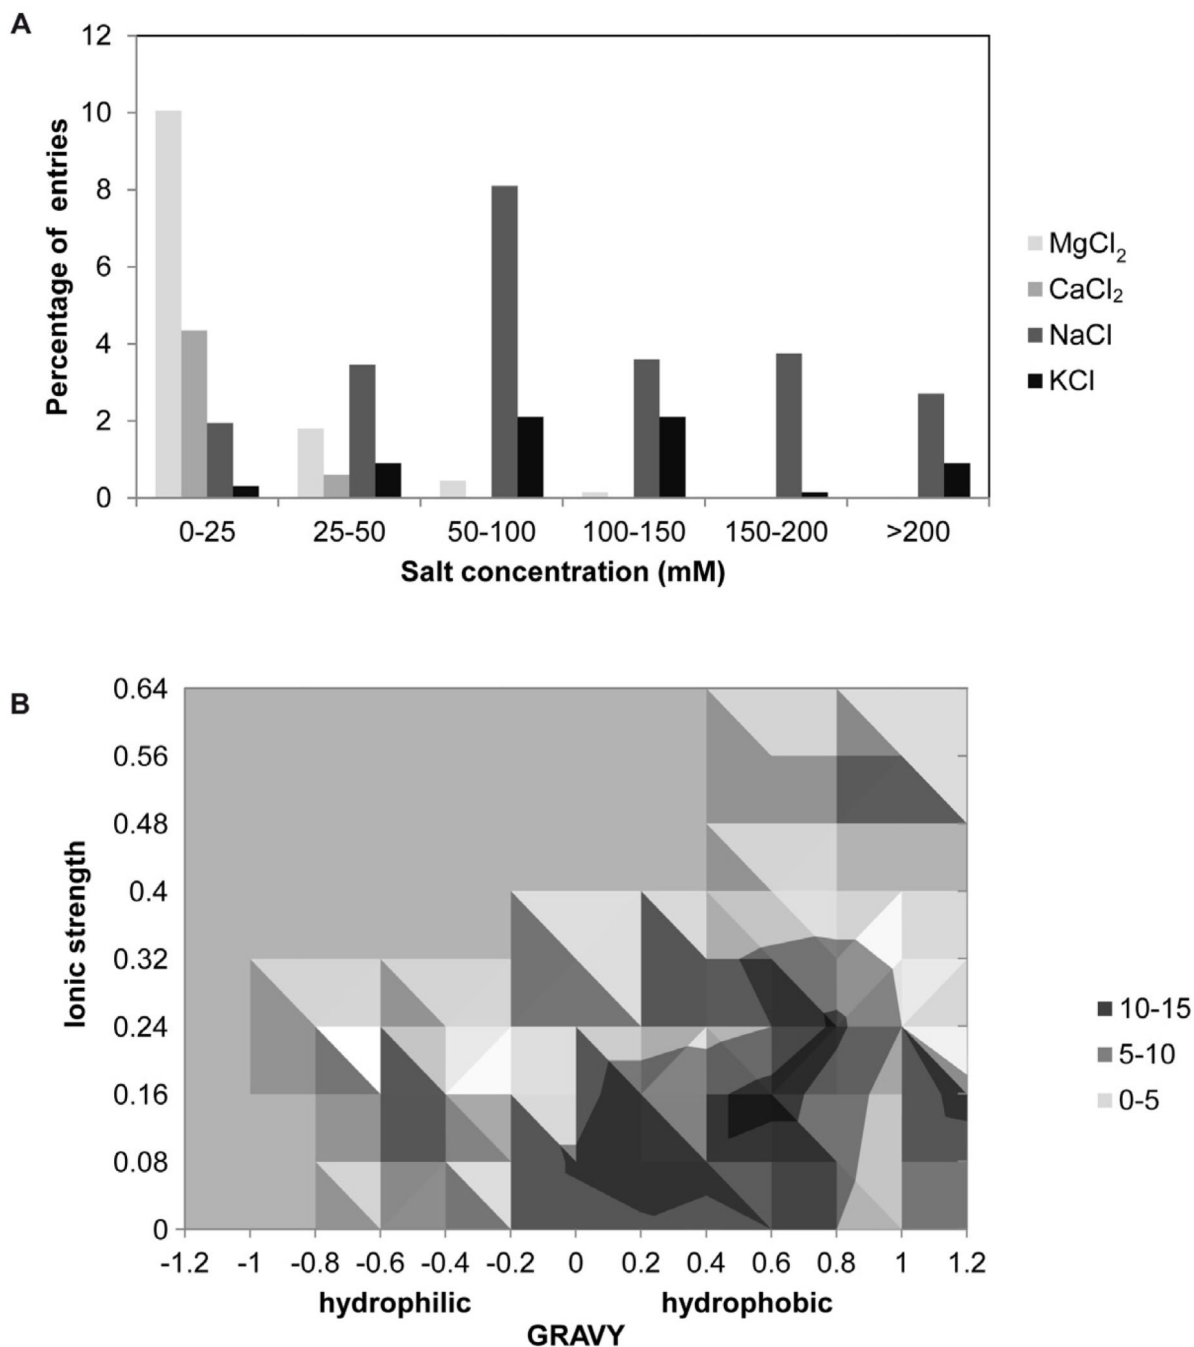 A
12
10
8
6
4
2
0
Percentage of entries
0-25 25-50 50-100 100-150 150-200 >200
Salt concentration (mM)
MgCl2
CaCl2
NaCl
KCl
B
0.64
0.56
0.48
0.4
0.32
0.24
0.16
0.08
0
Ionic strength
-1.2 -1 -0.8 -0.6 -0.4 -0.2 0 0.2 0.4 0.6 0.8 1 1.2
hydrophilic hydrophobic
GRAVY
10-15
5-10
0-5